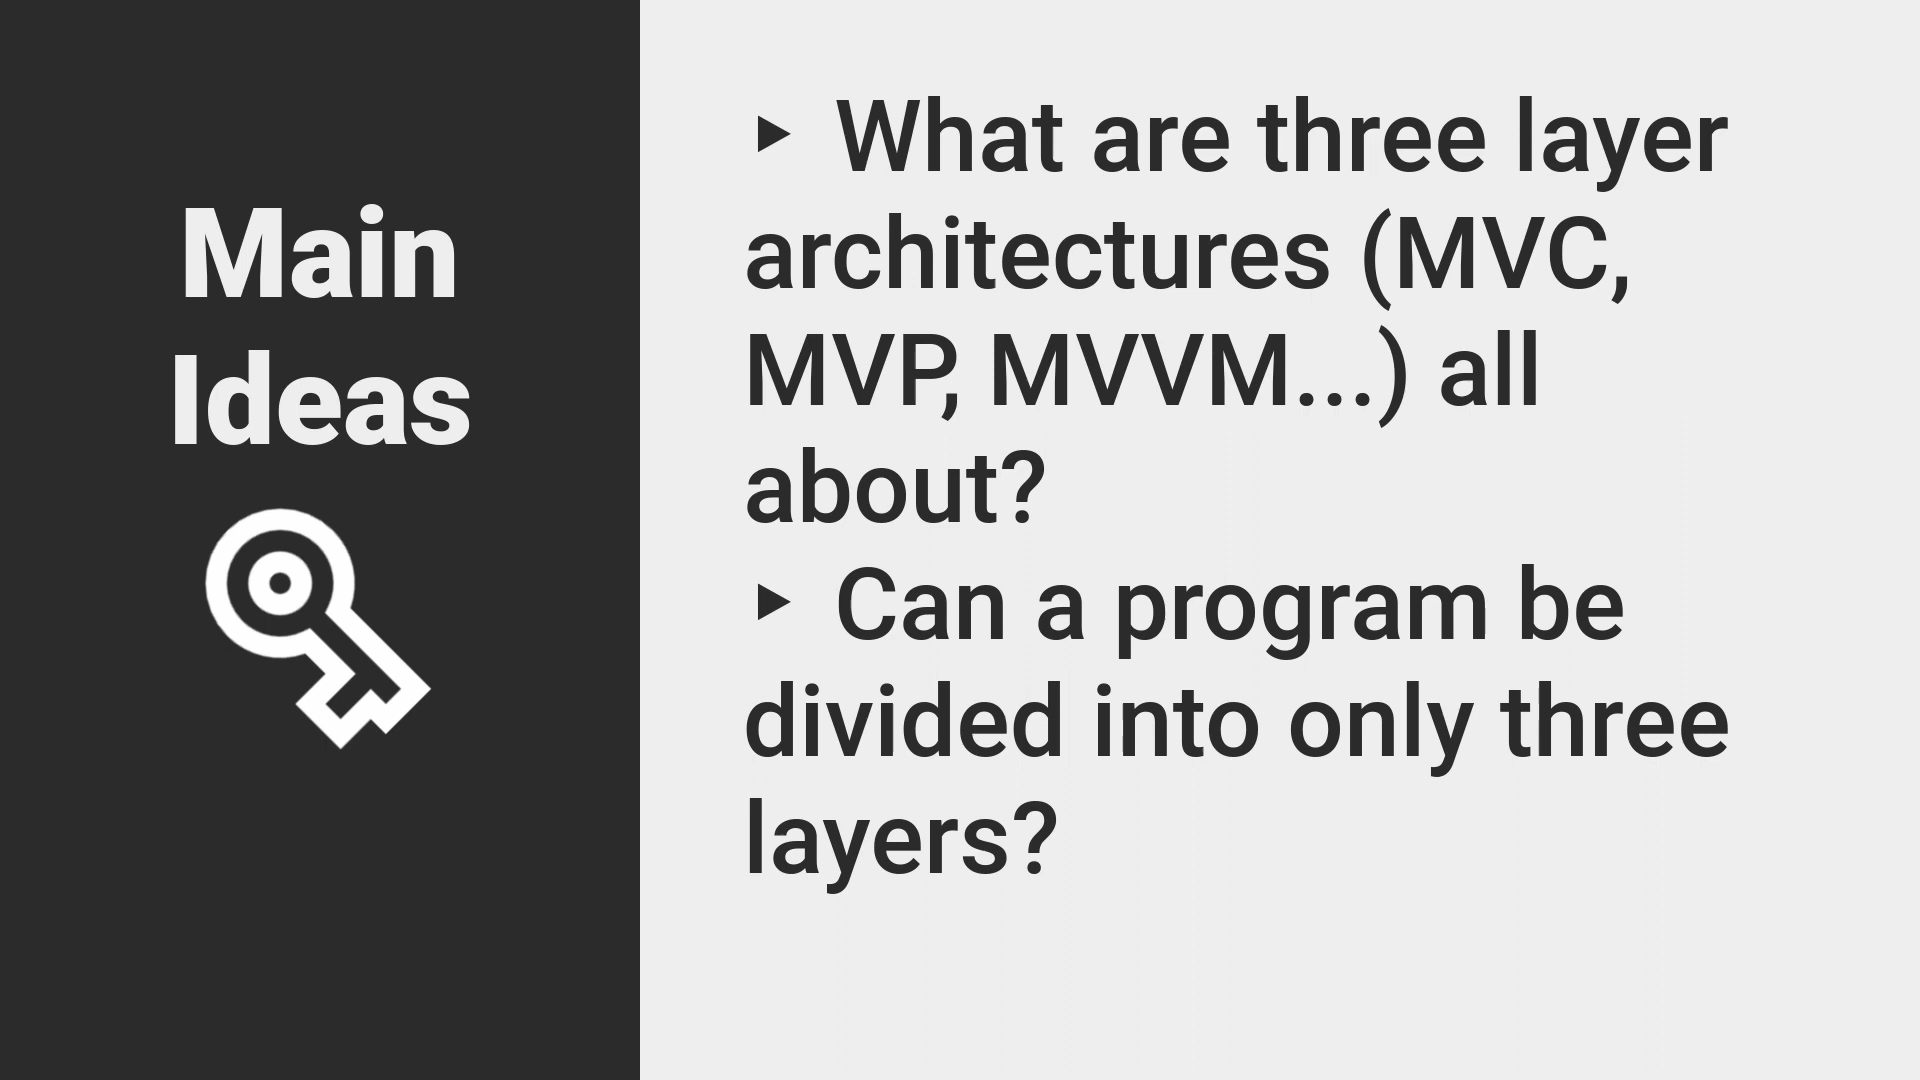 Main
Ideas
▸ What are three layer
architectures (MVC,
MVP, MVVM...) all
about?
▸ Can a program be
divided into only three
layers?